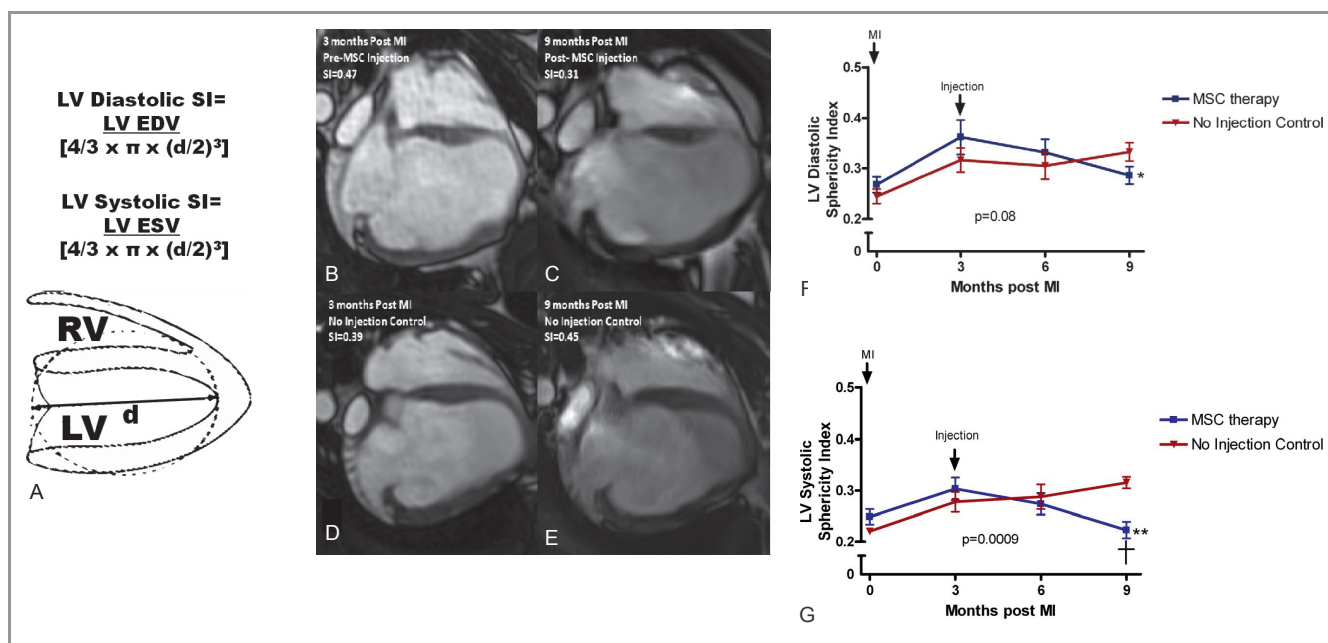 LV Diastolic SI=
LV EDV
[4/3 x π x (d/2)³]
LV Systolic SI=
LV ESV
[4/3 x π x (d/2)³]
RV
LV
d
A
3 months Post MI
Pre-MSC Injection
SI=0.47
B
9 months Post MI
Post- MSC Injection
SI=0.31
C
3 months Post MI
No Injection Control
SI=0.39
D
9 months Post MI
No Injection Control
SI=0.45
E
MI
Injection
LV Diastolic
Sphericity Index
0.5
0.4
0.3
0.2
0
*
p=0.08
0 3 6 9
Months post MI
MSC therapy
No Injection Control
F
MI
Injection
LV Systolic
Sphericity Index
0.5
0.4
0.3
0.2
0
**
†
p=0.0009
0 3 6 9
Months post MI
MSC therapy
No Injection Control
G